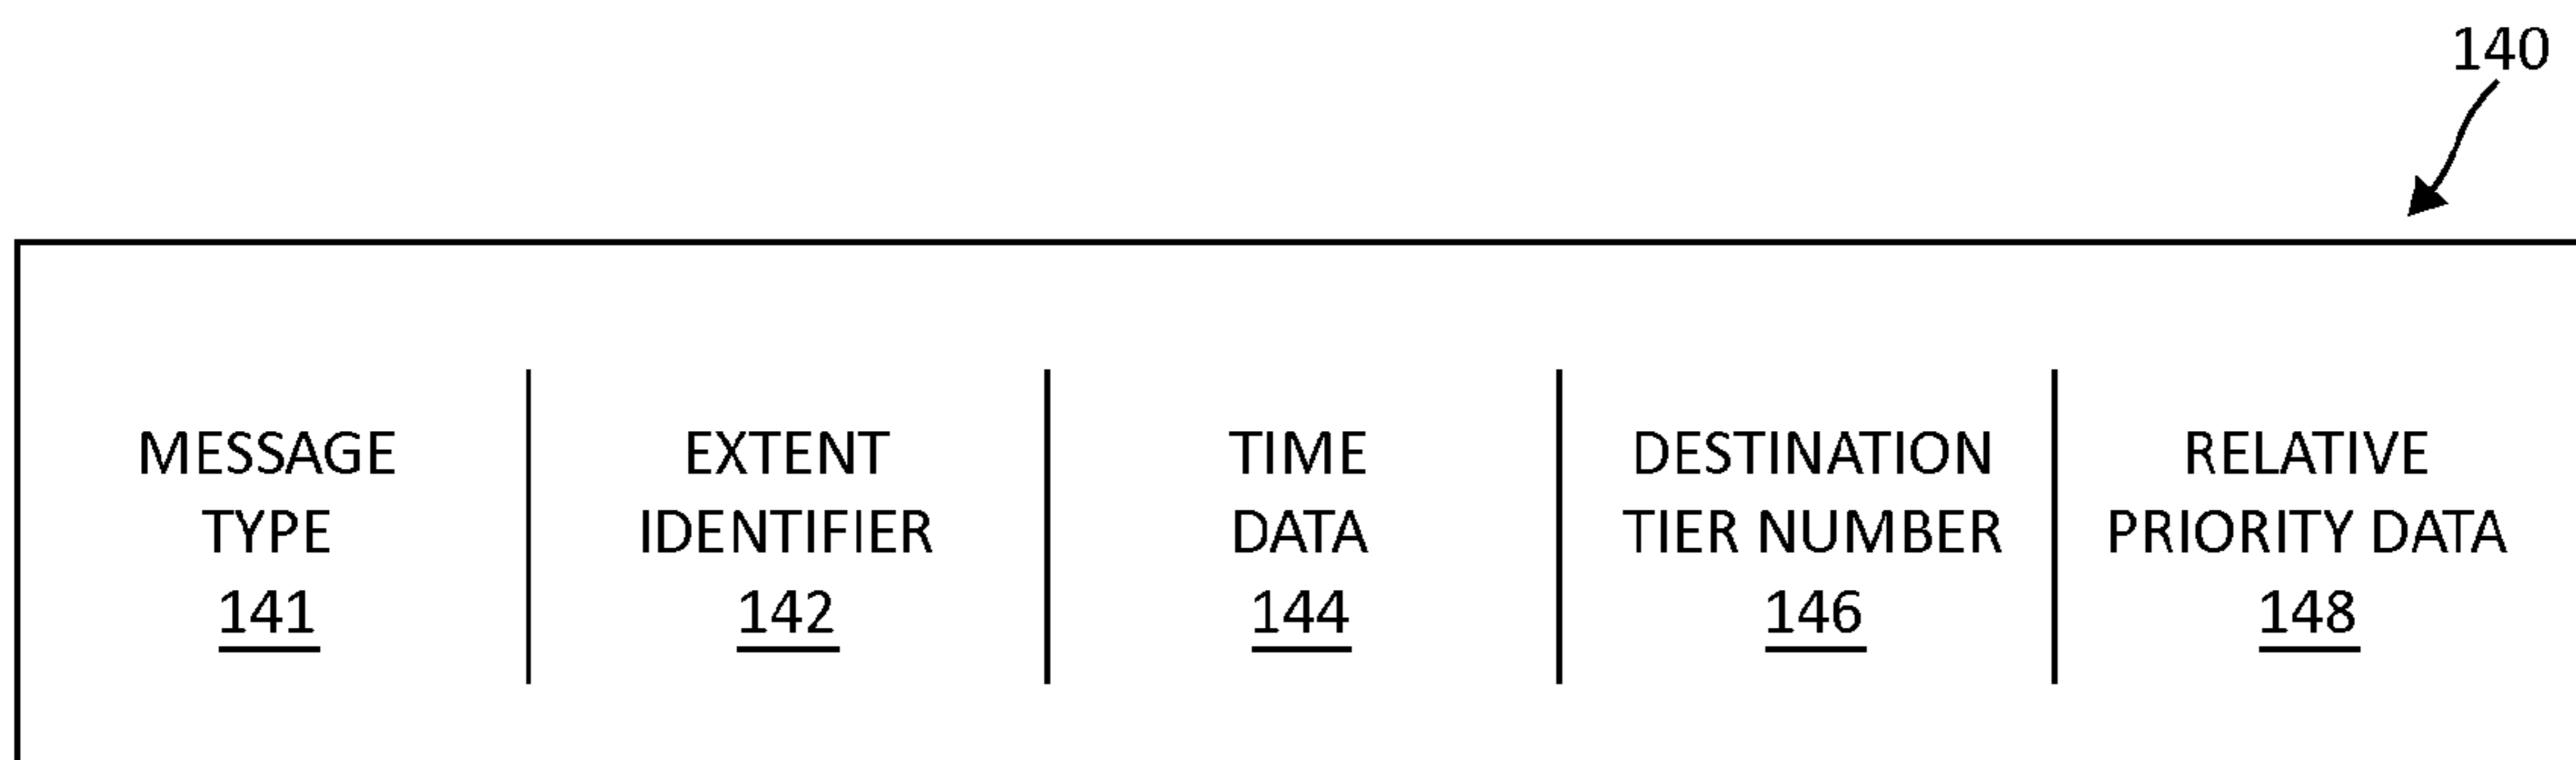 140
MESSAGE
TYPE
141
EXTENT
IDENTIFIER
142
TIME
DATA
144
DESTINATION
TIER NUMBER
146
RELATIVE
PRIORITY DATA
148